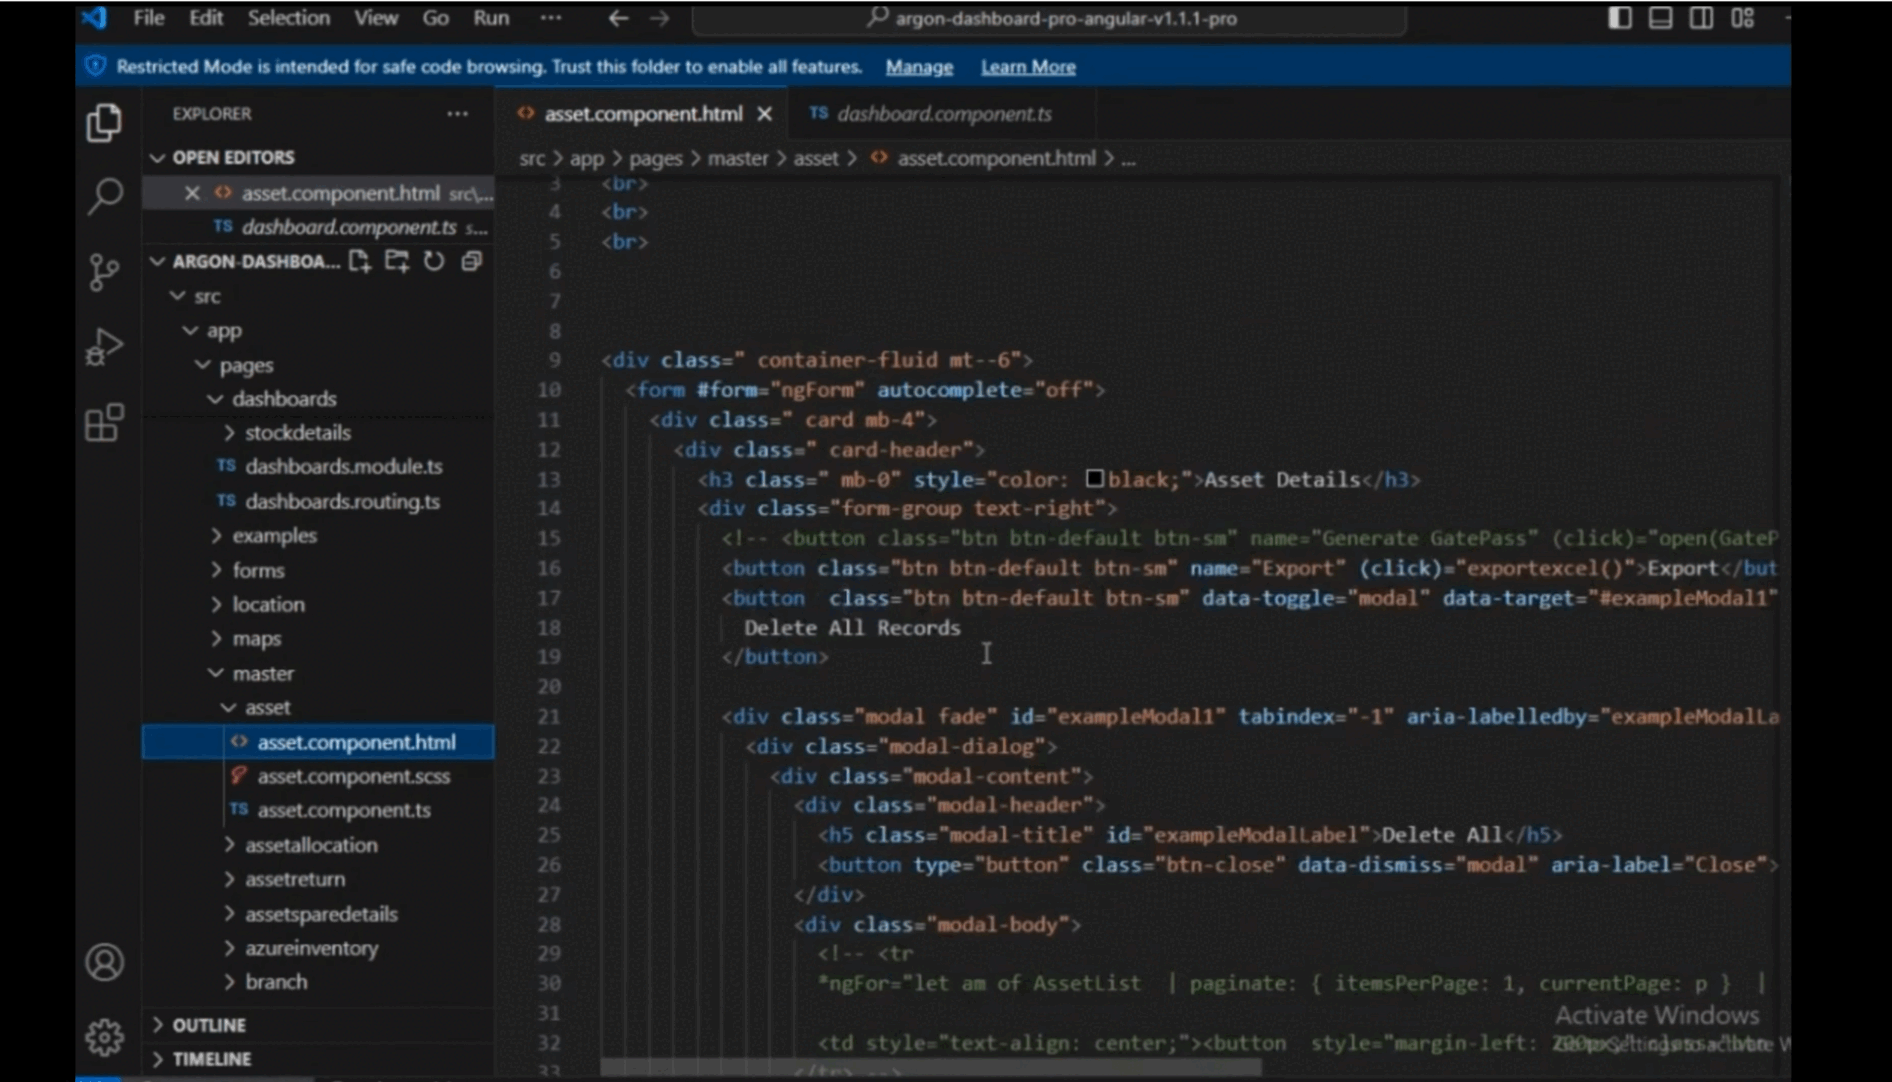 File Edit Selection View Go Run ··· argon-dashboard-pro-angular-v1.1.1-pro
Restricted Mode is intended for safe code browsing. Trust this folder to enable all features. Manage Learn More
EXPLORER ···
OPEN EDITORS
asset.component.html src\...
TS dashboard.component.ts s...
ARGON-DASHBOA...
src
app
pages
dashboards
stockdetails
TS dashboards.module.ts
TS dashboards.routing.ts
examples
forms
location
maps
master
asset
asset.component.html
asset.component.scss
TS asset.component.ts
assetallocation
assetreturn
assetsparedetails
azureinventory
branch
OUTLINE
TIMELINE
asset.component.html TS dashboard.component.ts
src > app > pages > master > asset > asset.component.html > ...
3 <br>
4 <br>
5 <br>
6
7
8
9 <div class=" container-fluid mt--6">
10 <form #form="ngForm" autocomplete="off">
11 <div class=" card mb-4">
12 <div class=" card-header">
13 <h3 class=" mb-0" style="color: black;">Asset Details</h3>
14 <div class="form-group text-right">
15 <!-- <button class="btn btn-default btn-sm" name="Generate GatePass" (click)="open(GateP
16 <button class="btn btn-default btn-sm" name="Export" (click)="exportexcel()">Export</but
17 <button  class="btn btn-default btn-sm" data-toggle="modal" data-target="#exampleModal1"
18 Delete All Records
19 </button>
20
21 <div class="modal fade" id="exampleModal1" tabindex="-1" aria-labelledby="exampleModalLa
22 <div class="modal-dialog">
23 <div class="modal-content">
24 <div class="modal-header">
25 <h5 class="modal-title" id="exampleModalLabel">Delete All</h5>
26 <button type="button" class="btn-close" data-dismiss="modal" aria-label="Close">
27 </div>
28 <div class="modal-body">
29 <!-- <tr
30 *ngFor="let am of AssetList  | paginate: { itemsPerPage: 1, currentPage: p }  |
31
32 <td style="text-align: center;"><button  style="margin-left:
33 </tr> -->
Activate Windows